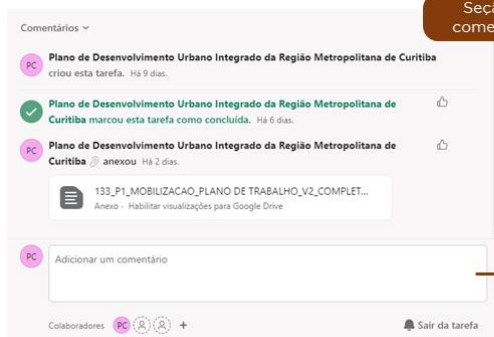 Seçã
come
Comentários
PC
Plano de Desenvolvimento Urbano Integrado da Região Metropolitana de Curitiba
criou esta tarefa. Há 9 dias.
Plano de Desenvolvimento Urbano Integrado da Região Metropolitana de
Curitiba marcou esta tarefa como concluída. Há 6 dias.
PC
Plano de Desenvolvimento Urbano Integrado da Região Metropolitana de
Curitiba anexou Há 2 dias.
133_P1_MOBILIZACAO_PLANO DE TRABALHO_V2_COMPLET...
Anexo - Habilitar visualizações para Google Drive
PC
Adicionar um comentário
Colaboradores PC + Sair da tarefa